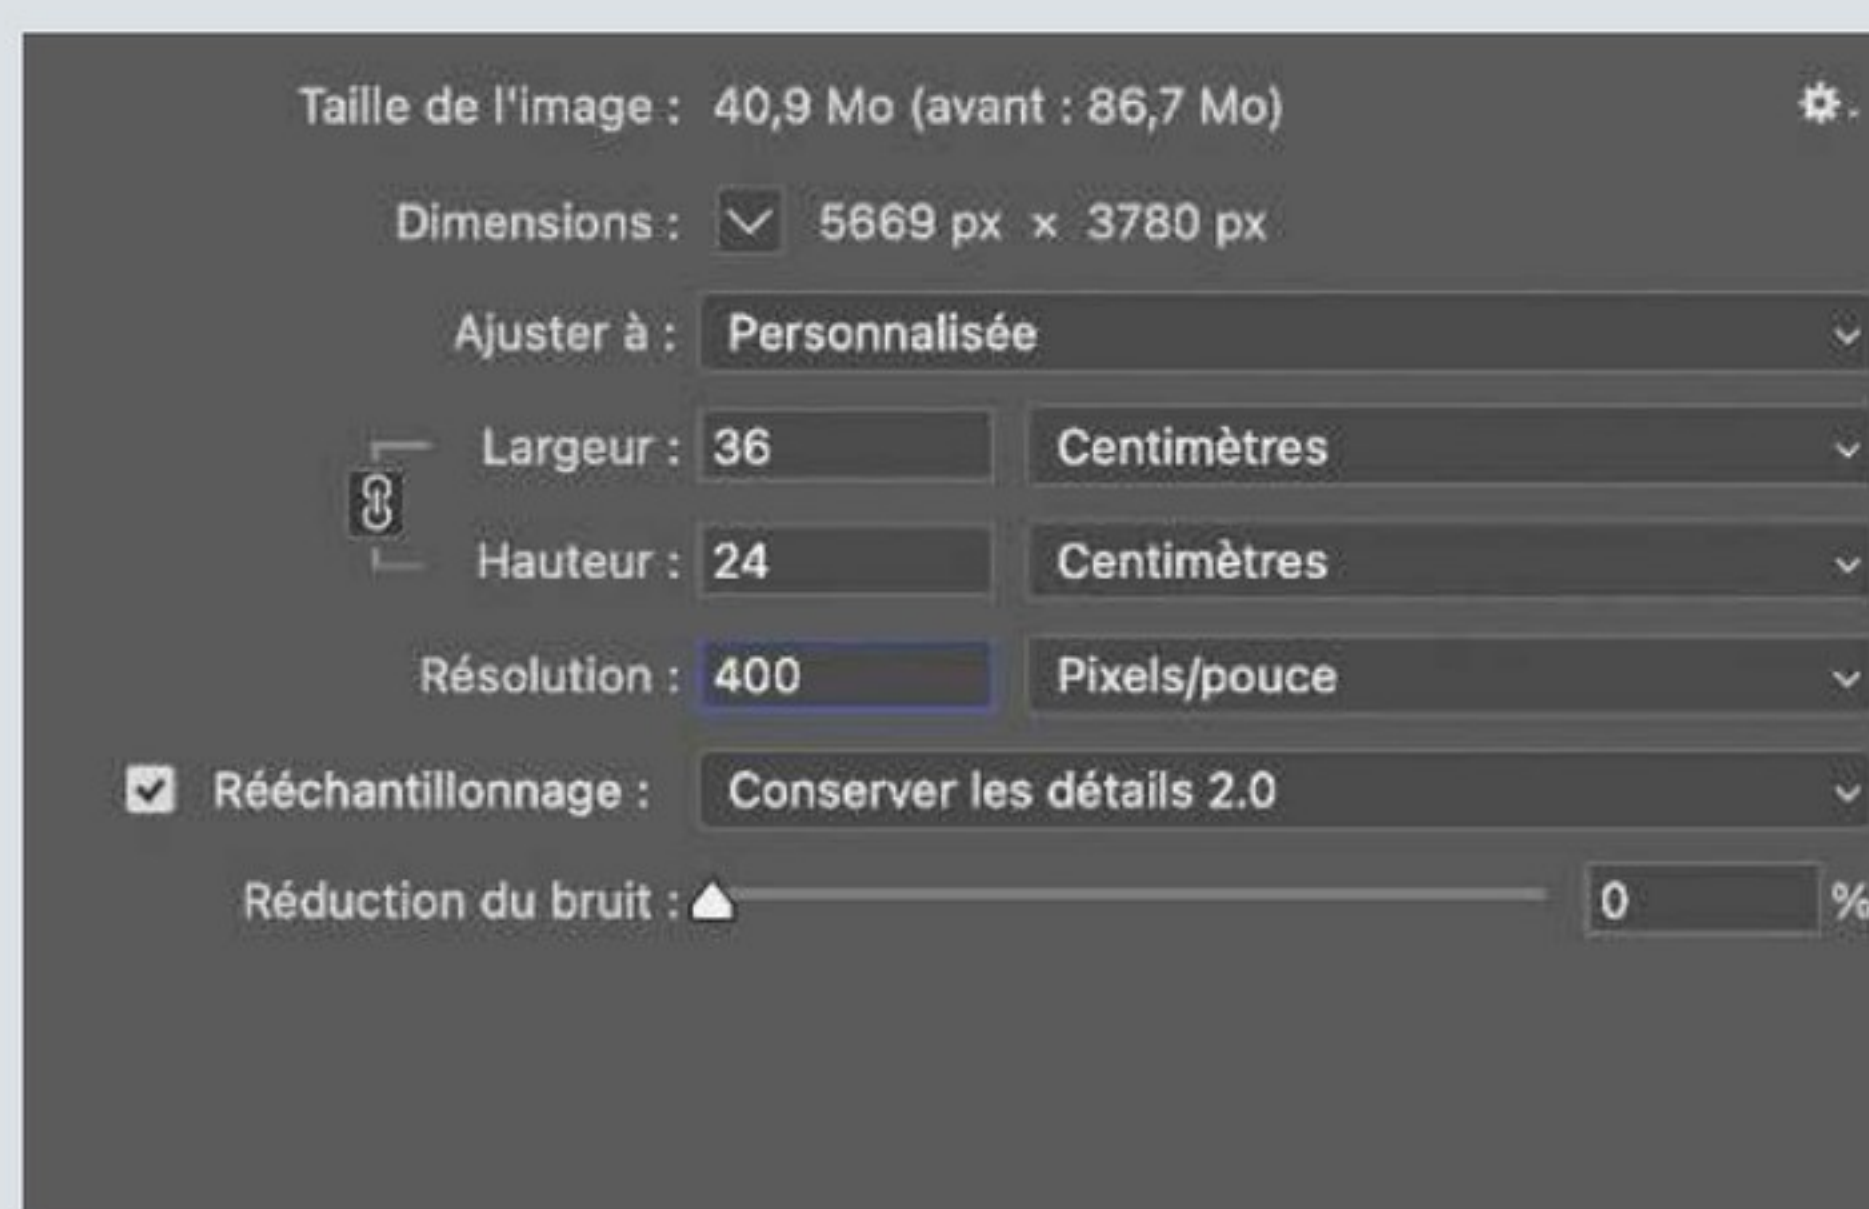 Taille de l'image : 40,9 Mo (avant : 86,7 Mo)
Dimensions : 5669 px × 3780 px
Ajuster à : Personnalisée
Largeur : 36 Centimètres
Hauteur : 24 Centimètres
Résolution : 400 Pixels/pouce
Rééchantillonnage : Conserver les détails 2.0
Réduction du bruit : 0 %